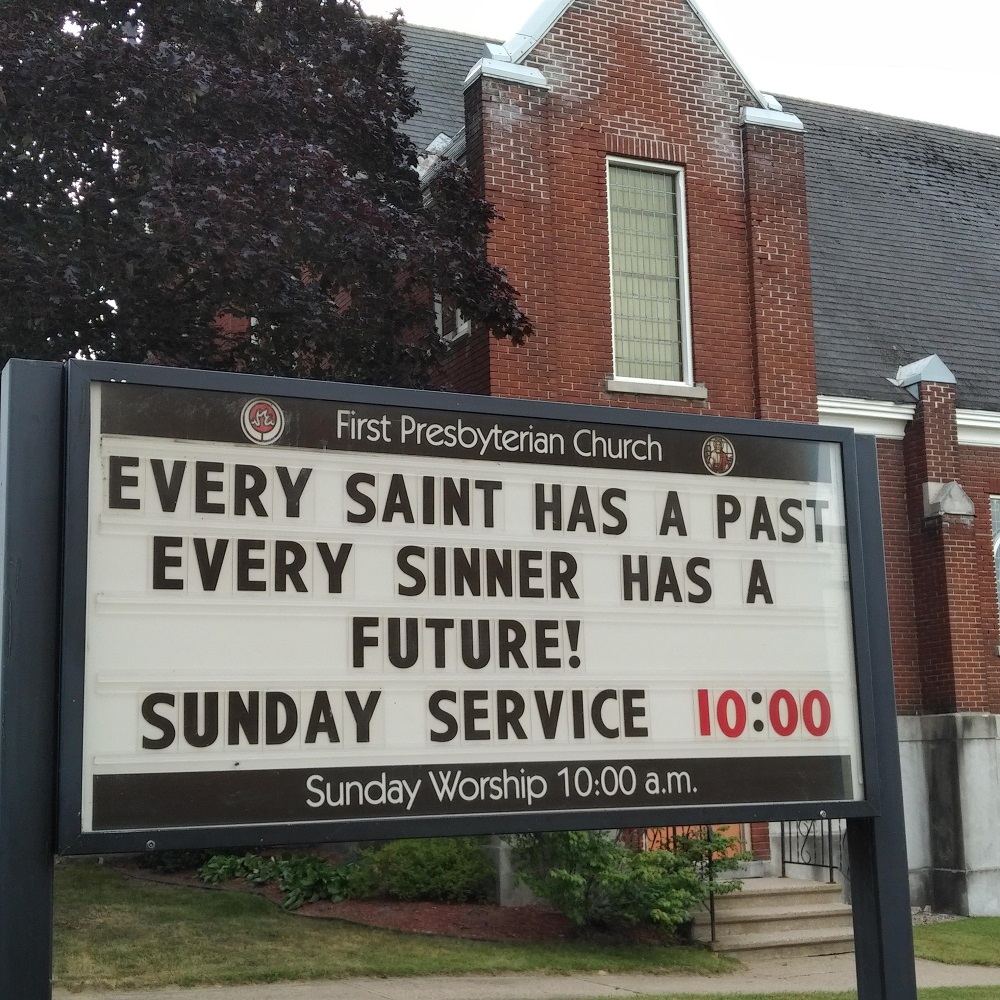 First Presbyterian Church
EVERY SAINT HAS A PAST
EVERY SINNER HAS A
FUTURE!
SUNDAY SERVICE 10:00
Sunday Worship 10:00 a.m.